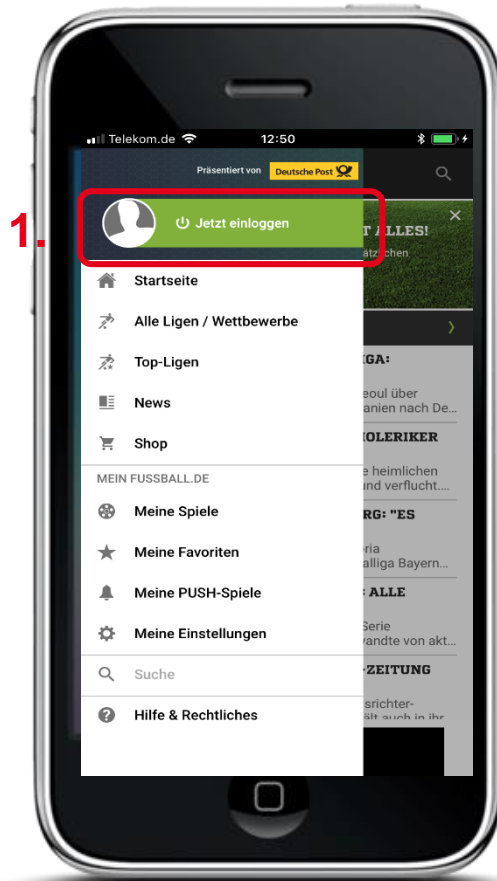 Telekom.de 12:50
Präsentiert von Deutsche Post
1. Jetzt einloggen
T ALLES!
ätzlichen
Startseite
Alle Ligen / Wettbewerbe
Top-Ligen
IGA:
News
eoul über
anien nach De...
Shop
OLERIKER
e heimlichen
und verflucht....
MEIN FUSSBALL.DE
Meine Spiele
RG: "ES
Meine Favoriten
oria
alliga Bayern...
Meine PUSH-Spiele
ALLE
Meine Einstellungen
Serie
vandte von akt...
Suche
-ZEITUNG
Hilfe & Rechtliches
srichter-
ält auch in ihr